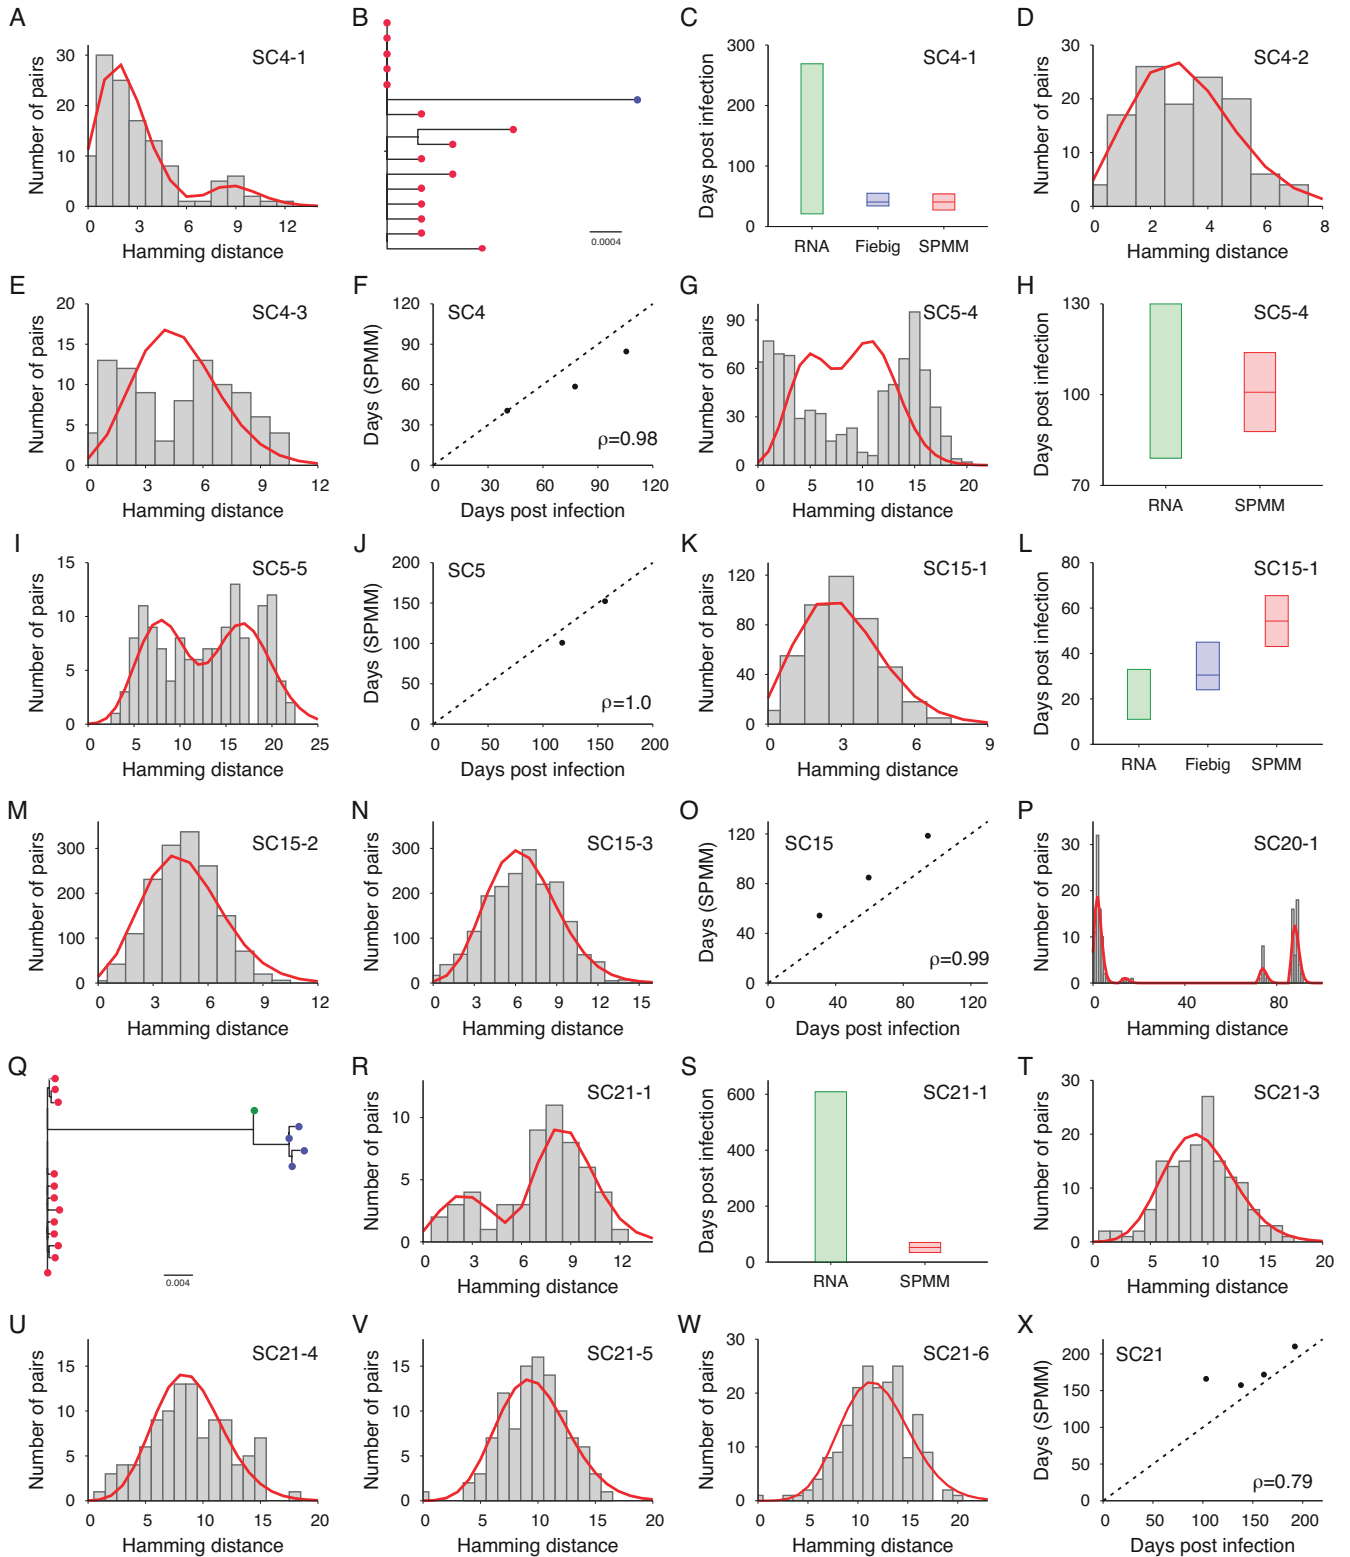 A
SC4-1
Number of pairs
30
20
10
0
0 3 6 9 12
Hamming distance
B
0.0004
C
SC4-1
Days post infection
300
200
100
0
RNA Fiebig SPMM
D
SC4-2
Number of pairs
30
20
10
0
0 2 4 6 8
Hamming distance
E
SC4-3
Number of pairs
20
15
10
5
0
0 3 6 9 12
Hamming distance
F
SC4
Days (SPMM)
120
90
60
30
0
ρ=0.98
0 30 60 90 120
Days post infection
G
SC5-4
Number of pairs
90
60
30
0
0 5 10 15 20
Hamming distance
H
SC5-4
Days post infection
130
100
70
RNA SPMM
I
SC5-5
Number of pairs
15
10
5
0
0 5 10 15 20 25
Hamming distance
J
SC5
Days (SPMM)
200
150
100
50
0
ρ=1.0
0 50 100 150 200
Days post infection
K
SC15-1
Number of pairs
120
80
40
0
0 3 6 9
Hamming distance
L
SC15-1
Days post infection
80
60
40
20
0
RNA Fiebig SPMM
M
SC15-2
Number of pairs
300
200
100
0
0 3 6 9 12
Hamming distance
N
SC15-3
Number of pairs
300
200
100
0
3 6 9 12 15
Hamming distance
O
SC15
Days (SPMM)
120
80
40
0
ρ=0.99
0 40 80 120
Days post infection
P
SC20-1
Number of pairs
30
20
10
0
0 40 80
Hamming distance
Q
0.004
R
SC21-1
Number of pairs
10
5
0
0 3 6 9 12
Hamming distance
S
SC21-1
Days post infection
600
400
200
0
RNA SPMM
T
SC21-3
Number of pairs
30
20
10
0
0 5 10 15 20
Hamming distance
U
SC21-4
Number of pairs
15
10
5
0
0 5 10 15 20
Hamming distance
V
SC21-5
Number of pairs
15
10
5
0
0 5 10 15 20
Hamming distance
W
SC21-6
Number of pairs
30
20
10
0
0 5 10 15 20
Hamming distance
X
SC21
Days (SPMM)
200
150
100
50
0
ρ=0.79
0 50 100 150 200
Days post infection